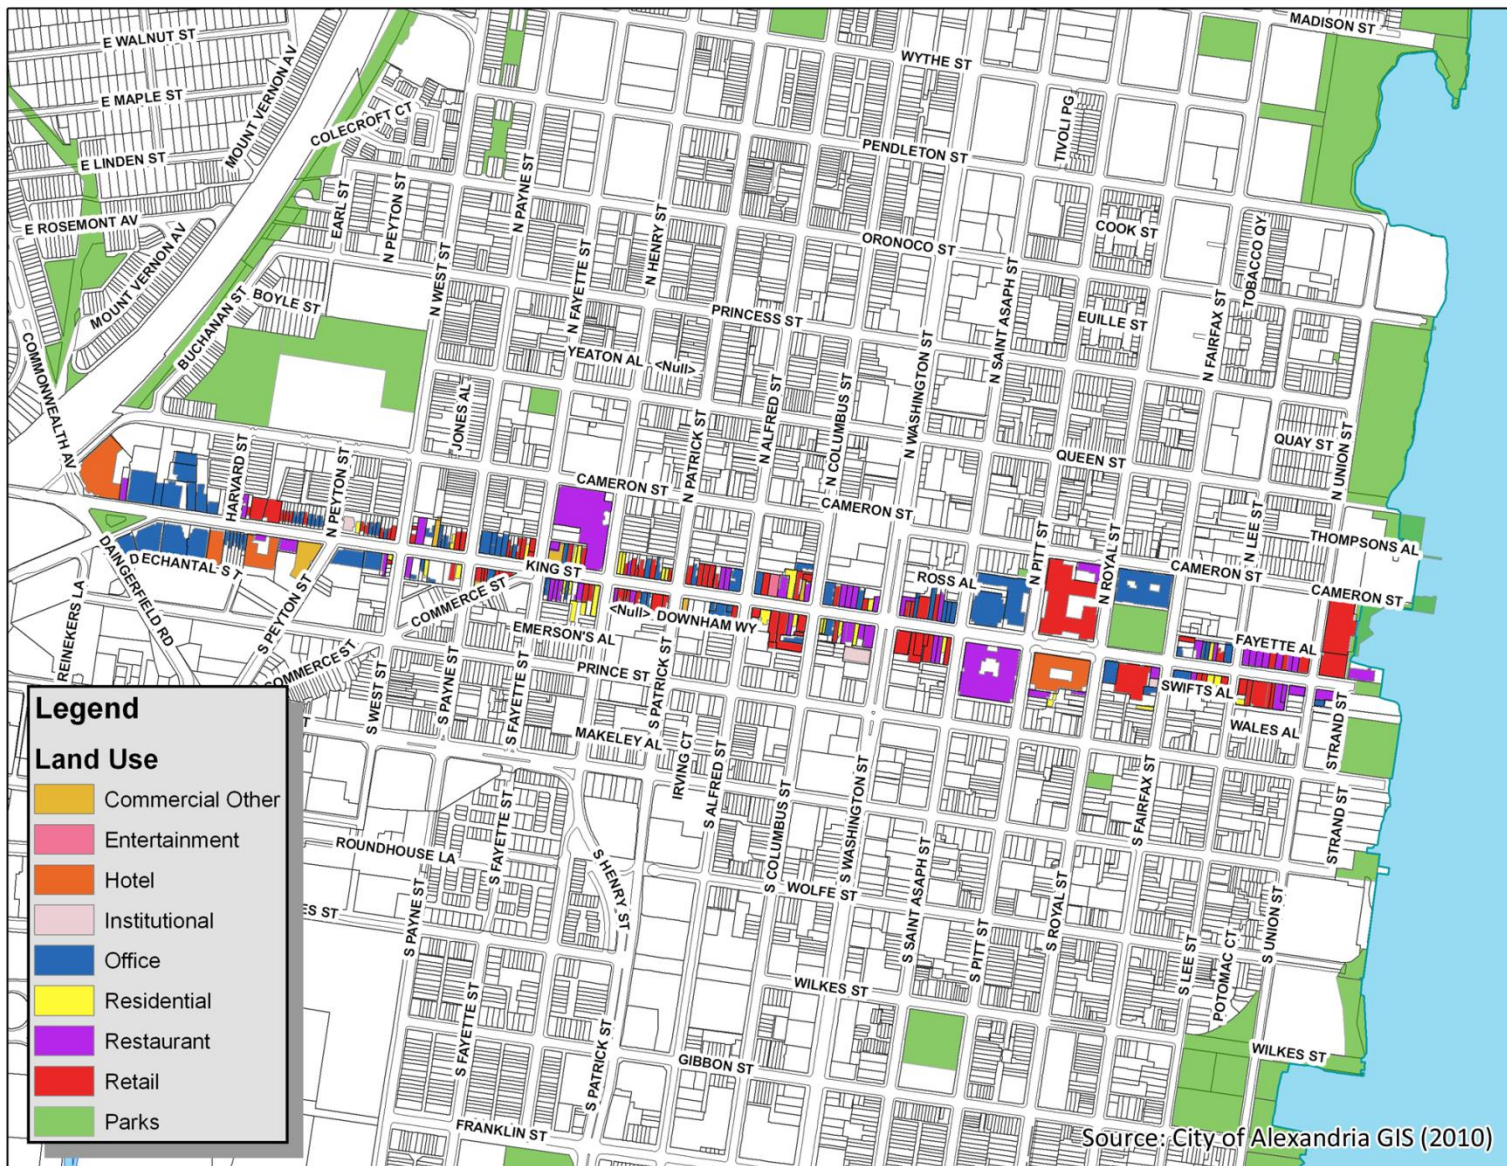 MADISON ST
E WALNUT ST
WYTHE ST
E MAPLE ST
MOUNT VERNON AV
COLECROFT CT
TIVOLI PG
PENDLETON ST
E LINDEN ST
EARL ST
N PEYTON ST
N PAYNE ST
E ROSEMONT AV
MOUNT VERNON AV
N WEST ST
N FAYETTE ST
N HENRY ST
ORONOCO ST
COOK ST
TOBACCO QY
BUCHANAN ST
BOYLE ST
PRINCESS ST
N SAINT ASAPH ST
EUILLE ST
N FAIRFAX ST
COMMONWEALTH AV
YEATON AL
<Null>
N WASHINGTON ST
JONES AL
N ALFRED ST
N COLUMBUS ST
QUAY ST
N UNION ST
QUEEN ST
HARVARD ST
N PEYTON ST
CAMERON ST
N PATRICK ST
CAMERON ST
N PITT ST
N ROYAL ST
N LEE ST
THOMPSONS AL
CAMERON ST
CAMERON ST
DECHANTAL ST
DAINGERFIELD RD
KING ST
ROSS AL
REINEKERS LA
S PEYTON ST
COMMERCE ST
<Null>
DOWNHAM WY
EMERSON'S AL
FAYETTE AL
COMMERCE ST
PRINCE ST
SWIFTS AL
S WEST ST
S PAYNE ST
S FAYETTE ST
S PATRICK ST
MAKELEY AL
IRVING CT
S ALFRED ST
WALES AL
STRAND ST
S COLUMBUS ST
S WASHINGTON ST
S FAIRFAX ST
STRAND ST
ROUNDHOUSE LA
S FAYETTE ST
S HENRY ST
WOLFE ST
S SAINT ASAPH ST
S ROYAL ST
S PAYNE ST
ES ST
S PITT ST
S LEE ST
POTOMAC CT
S UNION ST
WILKES ST
S FAYETTE ST
S PATRICK ST
GIBBON ST
WILKES ST
FRANKLIN ST
Legend
Land Use
Commercial Other
Entertainment
Hotel
Institutional
Office
Residential
Restaurant
Retail
Parks
Source: City of Alexandria GIS (2010)